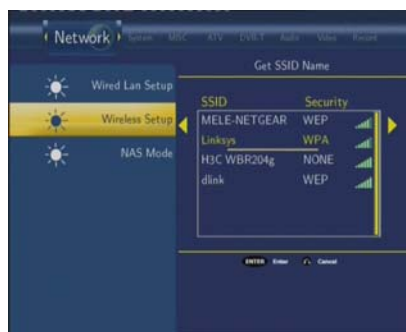 Network System MISC ATV DVB-T Audio Video Record
Get SSID Name
Wired Lan Setup
Wireless Setup
NAS Mode
SSID Security
MELE-NETGEAR WEP
Linksys WPA
H3C WBR204g NONE
dlink WEP
ENTER Enter Cancel